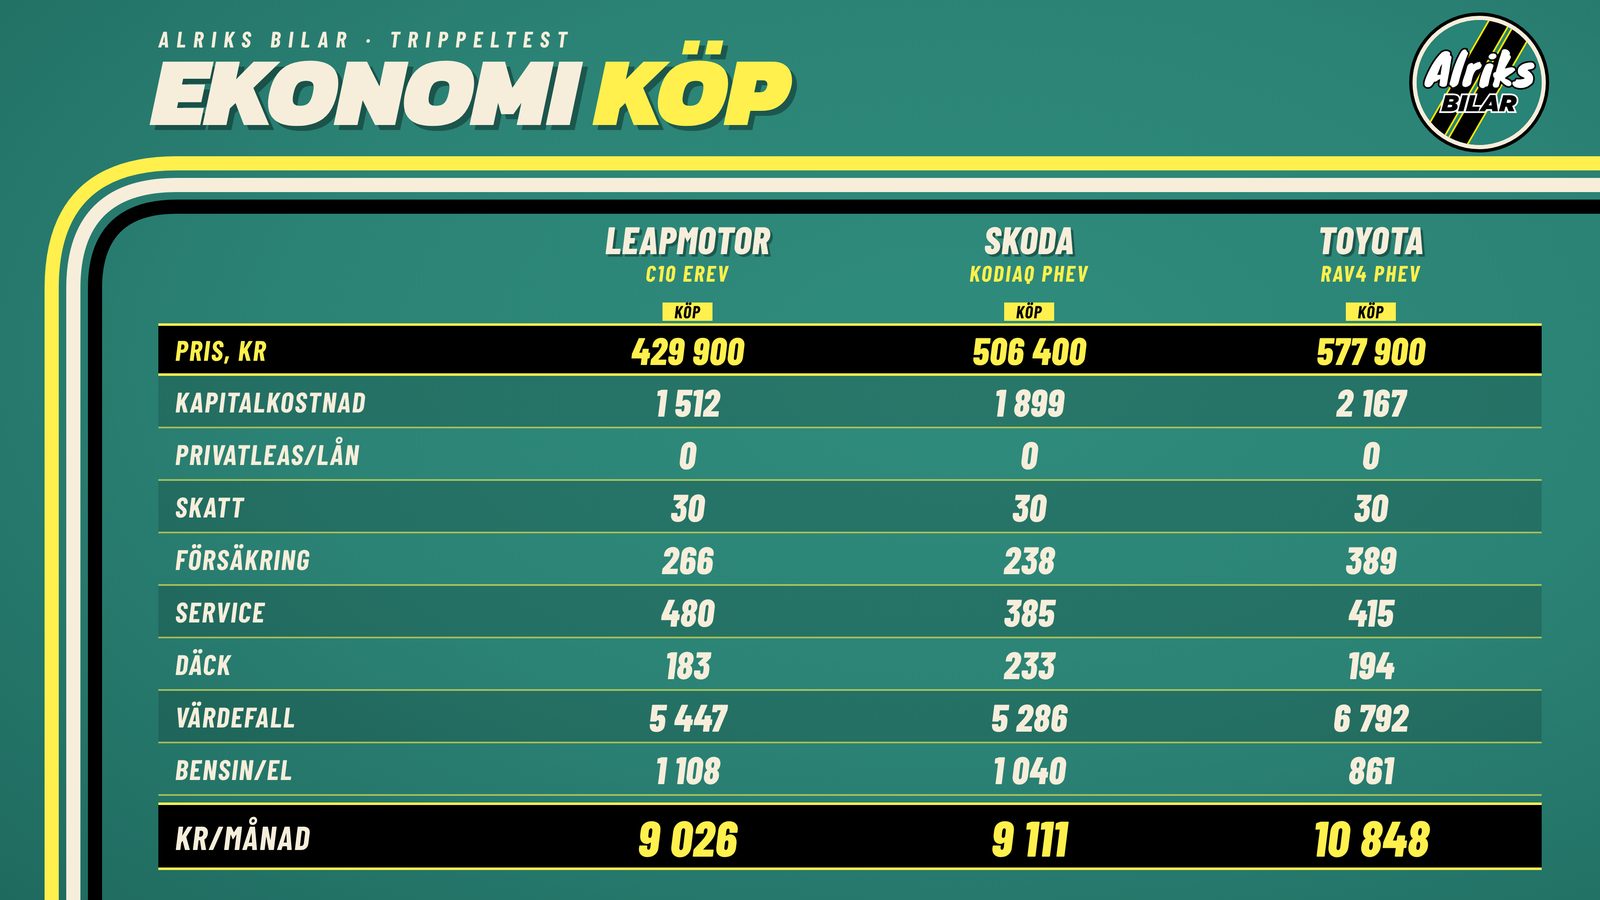 ALRIKS BILAR · TRIPPELTEST
EKONOMI KÖP
Alriks
BILAR
LEAPMOTOR SKODA TOYOTA
C10 EREV KODIAQ PHEV RAV4 PHEV
KÖP KÖP KÖP
PRIS, KR 429 900 506 400 577 900
KAPITALKOSTNAD 1 512 1 899 2 167
PRIVATLEAS/LÅN 0 0 0
SKATT 30 30 30
FÖRSÄKRING 266 238 389
SERVICE 480 385 415
DÄCK 183 233 194
VÄRDEFALL 5 447 5 286 6 792
BENSIN/EL 1 108 1 040 861
KR/MÅNAD 9 026 9 111 10 848